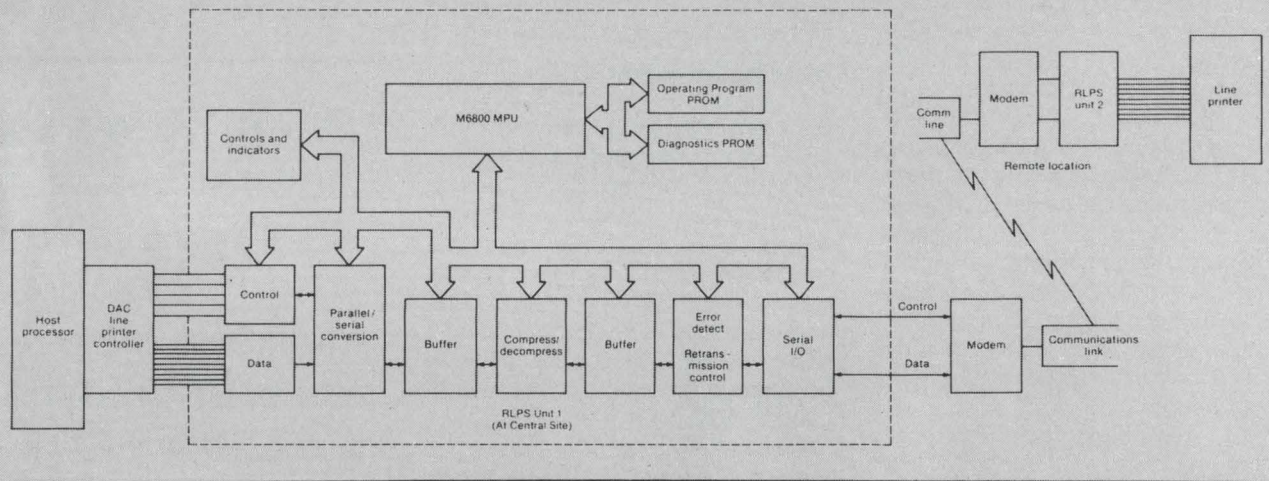 Operating Program
PROM
M6800 MPU
Controls and
indicators
Diagnostics PROM
Comm
line
Modem
RLPS
unit 2
Line
printer
Remote location
Host
processor
DAC
line
printer
controller
Control
Data
Parallel/
serial
conversion
Buffer
Compress/
decompress
Buffer
Error
detect
Retrans-
mission
control
Serial
I/O
Control
Data
Modem
Communications
link
RLPS Unit 1
(At Central Site)